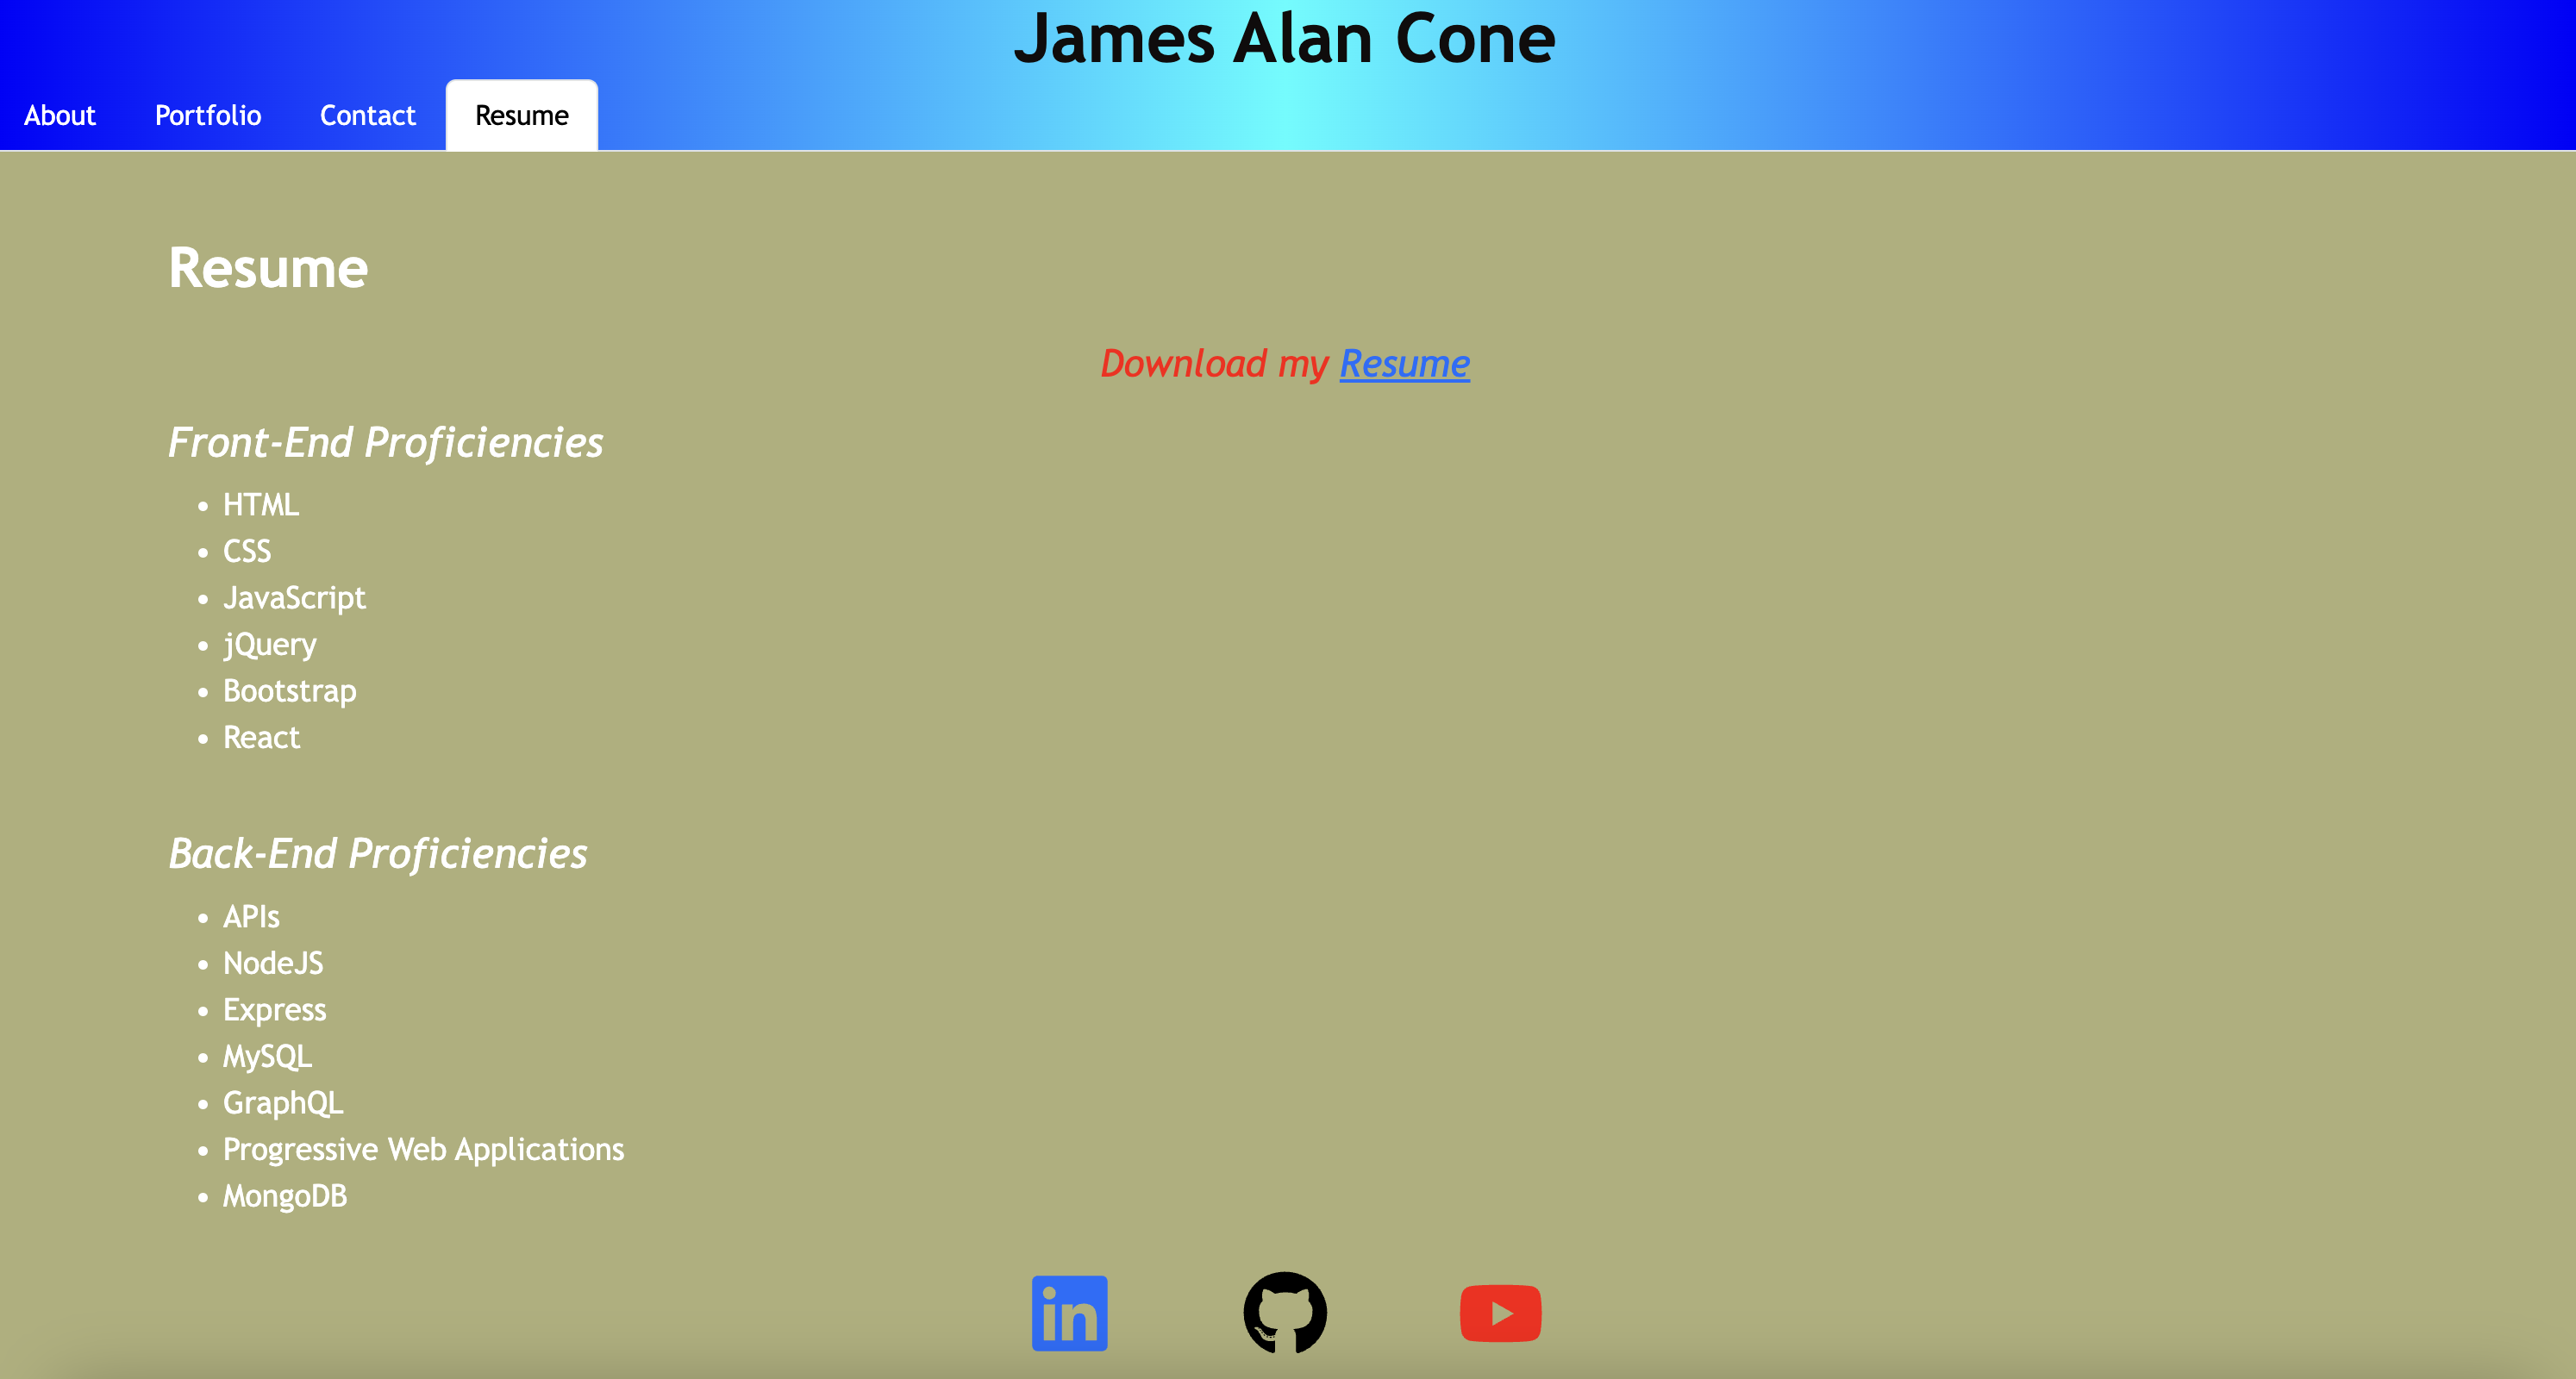 James Alan Cone
About Portfolio Contact Resume
Resume
Download my Resume
Front-End Proficiencies
• HTML
• CSS
• JavaScript
• jQuery
• Bootstrap
• React
Back-End Proficiencies
• APIs
• NodeJS
• Express
• MySQL
• GraphQL
• Progressive Web Applications
• MongoDB
in